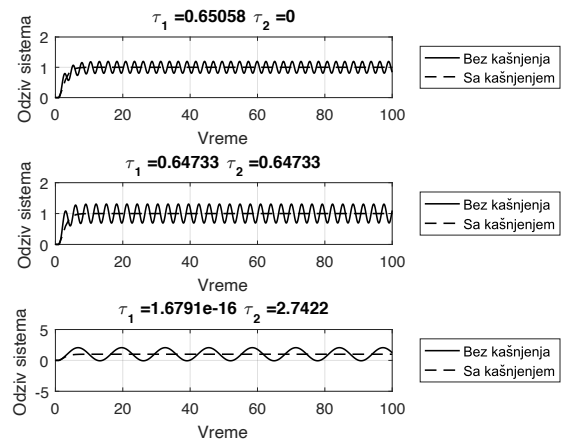 τ1 =0.65058 τ2 =0
Odziv sistema
2
1
0
0 20 40 60 80 100
Vreme
Bez kašnjenja
Sa kašnjenjem
τ1 =0.64733 τ2 =0.64733
Odziv sistema
2
1
0
0 20 40 60 80 100
Vreme
Bez kašnjenja
Sa kašnjenjem
τ1 =1.6791e-16 τ2 =2.7422
Odziv sistema
5
0
-5
0 20 40 60 80 100
Vreme
Bez kašnjenja
Sa kašnjenjem